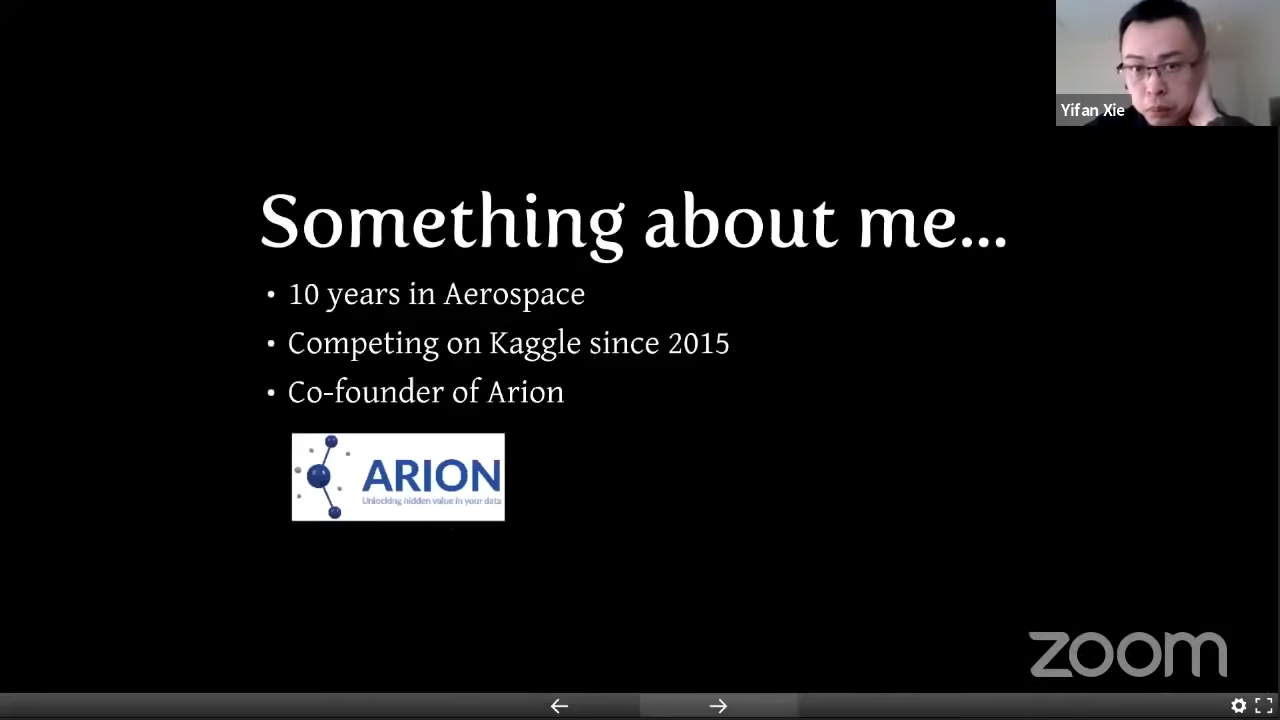 Yifan Xie
Something about me...
• 10 years in Aerospace
• Competing on Kaggle since 2015
• Co-founder of Arion
ARION
Unlocking hidden value in your data
zoom